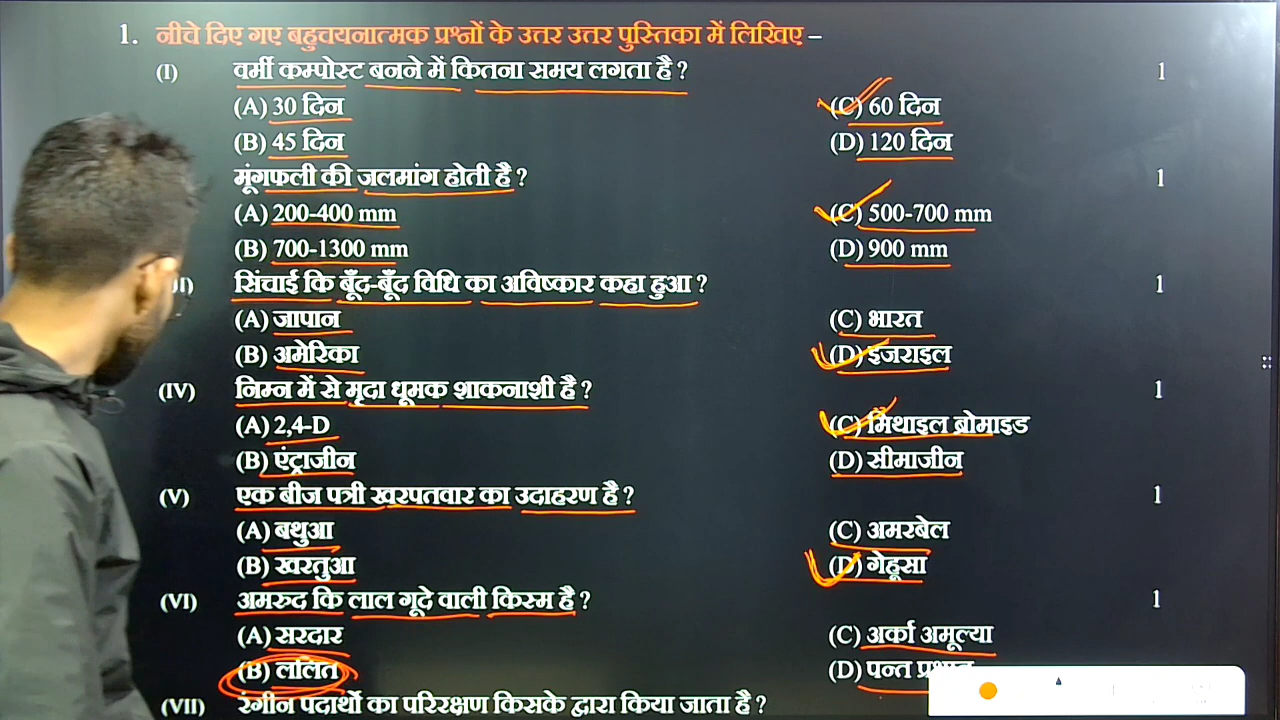 1. नीचे दिए गए बहुचयनात्मक प्रश्नों के उत्तर उत्तर पुस्तिका में लिखिए –
(I) वर्मी कम्पोस्ट बनने में कितना समय लगता है ? 1
(A) 30 दिन (C) 60 दिन
(B) 45 दिन (D) 120 दिन
मूंगफली की जलमांग होती है ? 1
(A) 200-400 mm (C) 500-700 mm
(B) 700-1300 mm (D) 900 mm
सिंचाई कि बूँद-बूँद विधि का अविष्कार कहा हुआ ? 1
(A) जापान (C) भारत
(B) अमेरिका (D) इजराइल
(IV) निम्न में से मृदा धूमक शाकनाशी है ? 1
(A) 2,4-D (C) मिथाइल ब्रोमाइड
(B) एंट्राजीन (D) सीमाजीन
(V) एक बीज पत्री खरपतवार का उदाहरण है ? 1
(A) बथुआ (C) अमरबेल
(B) खरतुआ (D) गेहूसा
(VI) अमरुद कि लाल गूदे वाली किस्म है ? 1
(A) सरदार (C) अर्का अमूल्या
(B) ललित (D) पन्त
(VII) रंगीन पदार्थो का परिरक्षण किसके द्वारा किया जाता है ?